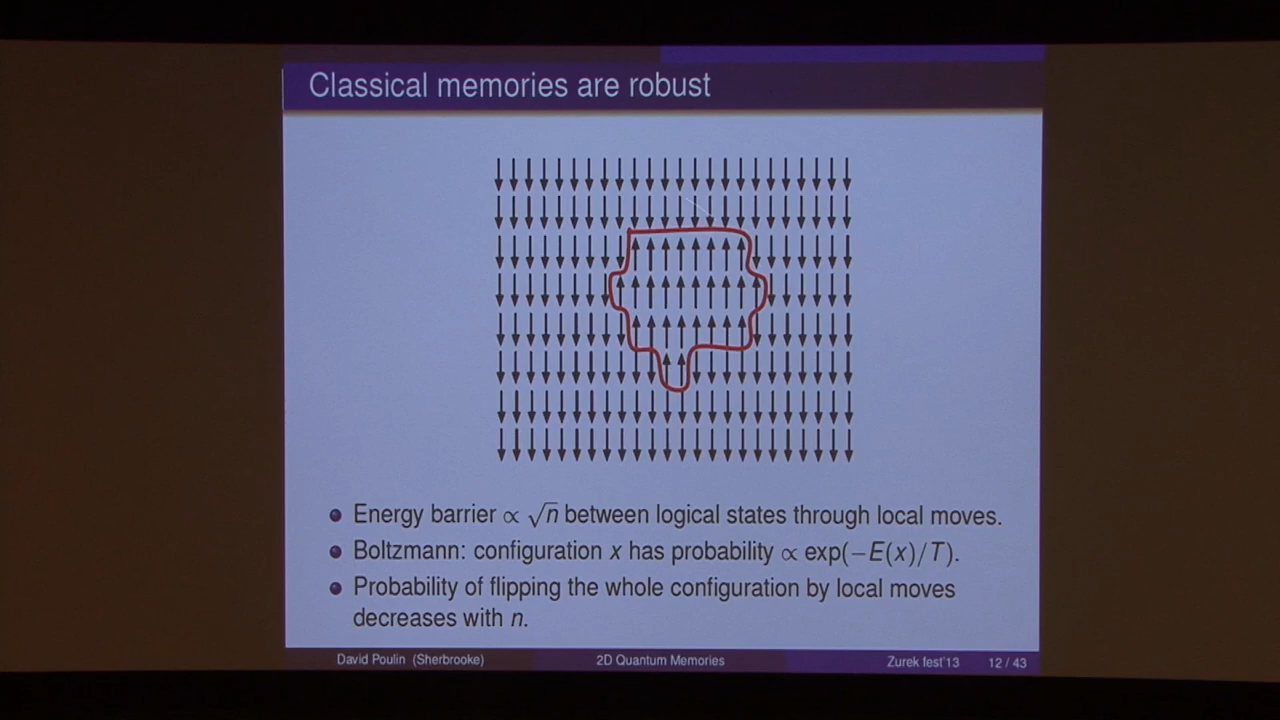 Classical memories are robust
Energy barrier ∝ √n between logical states through local moves.
Boltzmann: configuration x has probability ∝ exp(−E(x)/T).
Probability of flipping the whole configuration by local moves
decreases with n.
David Poulin (Sherbrooke) 2D Quantum Memories Zurek fest'13 12 / 43